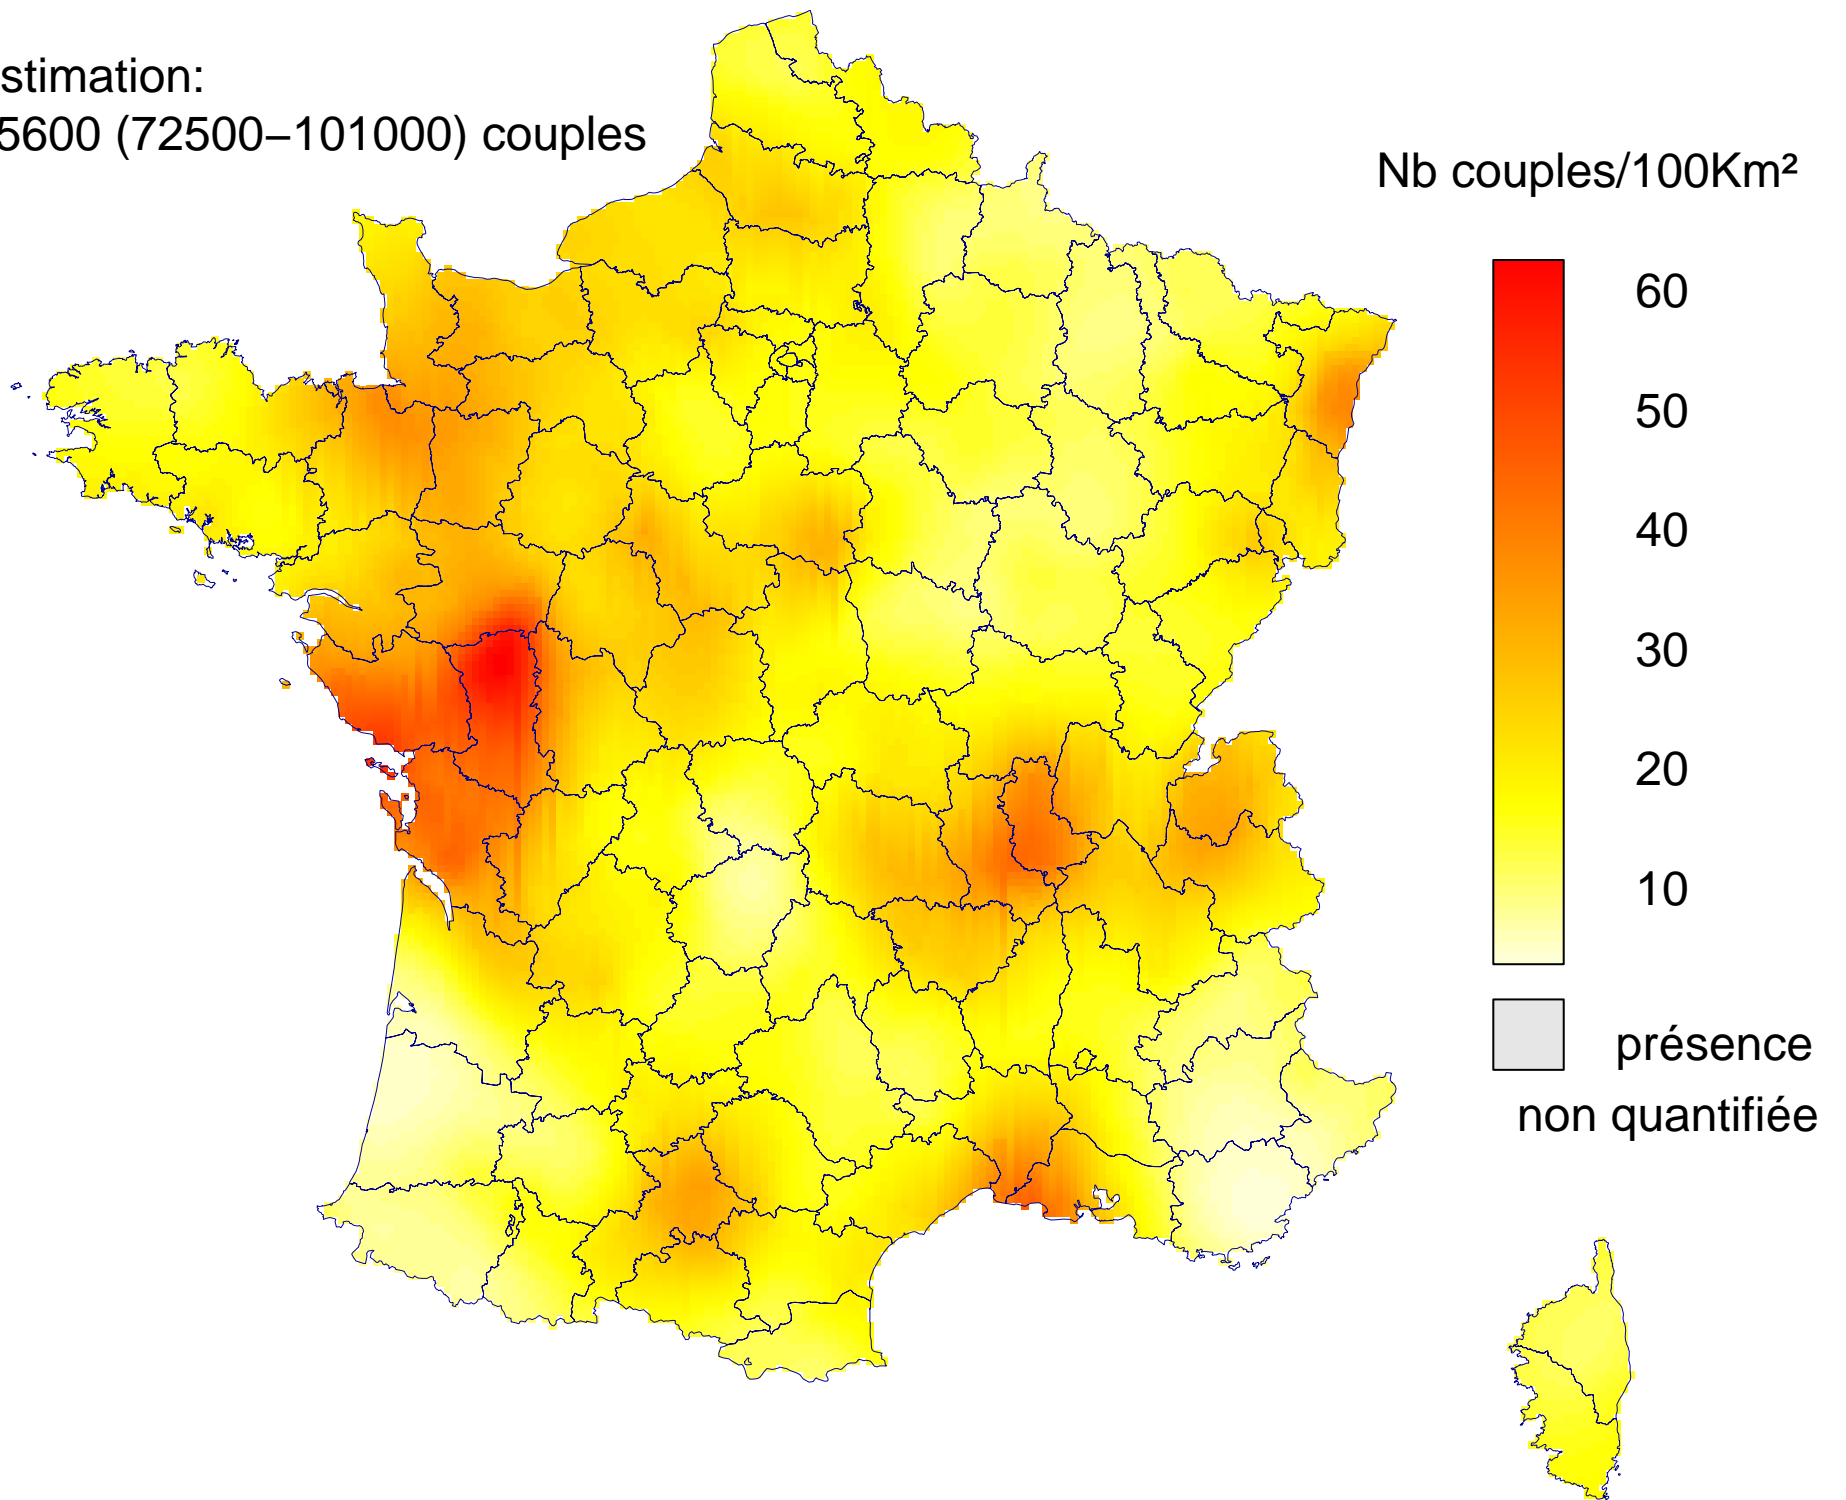 stimation:
5600 (72500–101000) couples
Nb couples/100Km²
60
50
40
30
20
10
présence
non quantifiée